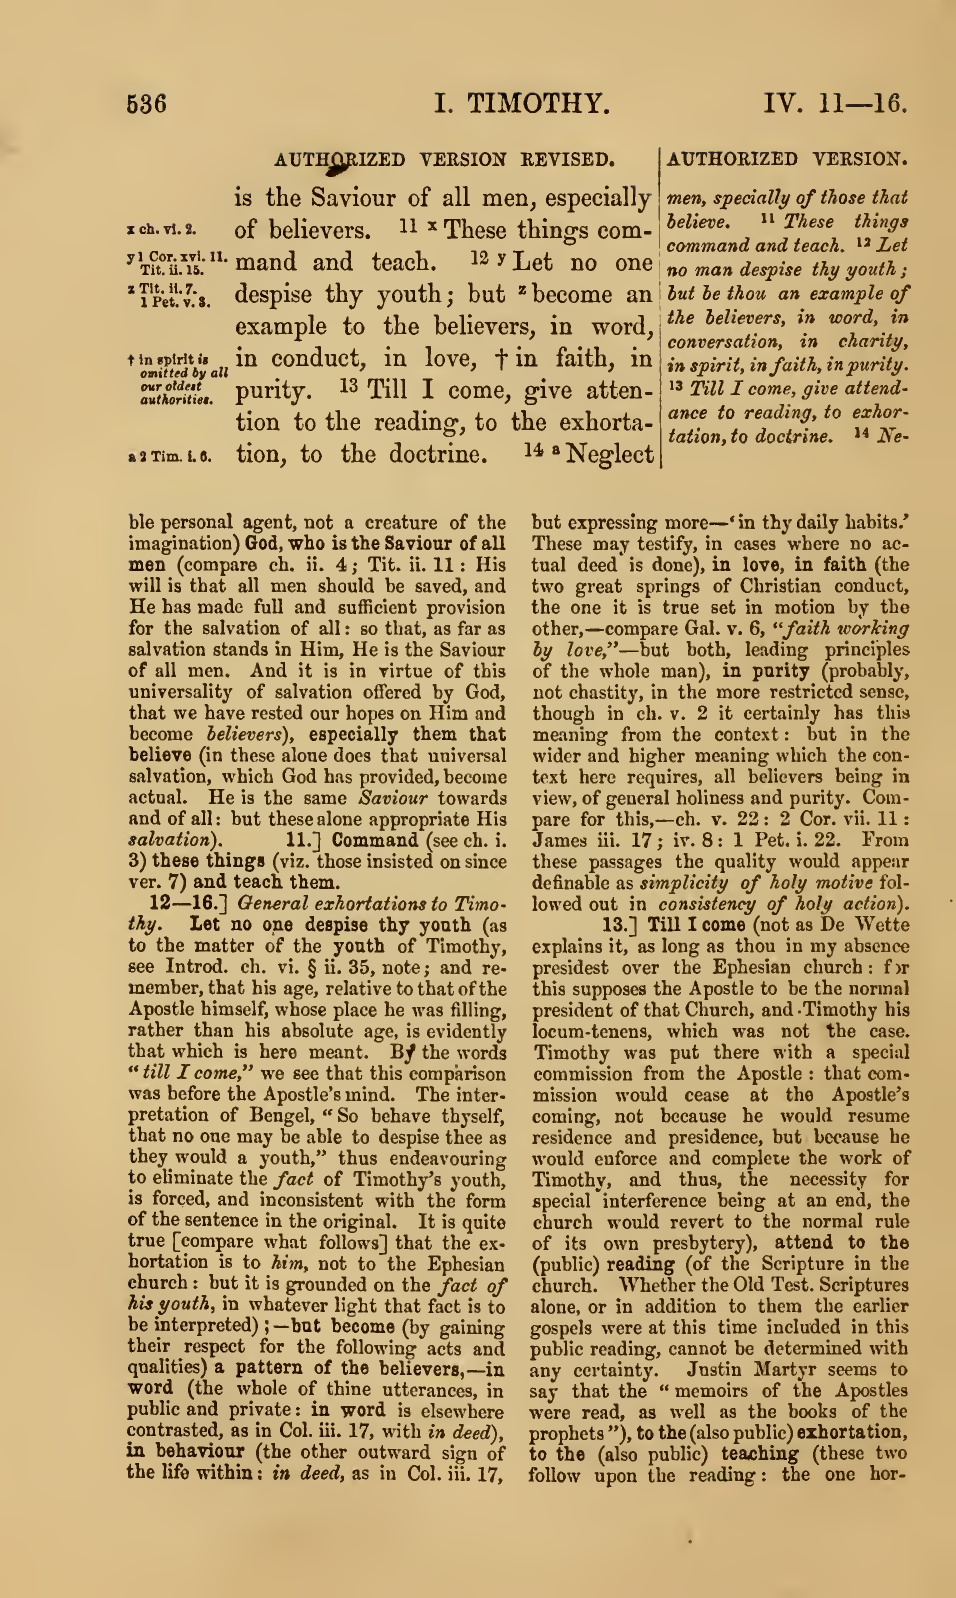 536 I. TIMOTHY. IV. 11—16.
AUTHORIZED VERSION REVISED.
is the Saviour of all men, especially
of believers. 11 x These things com-
mand and teach. 12 y Let no one
despise thy youth; but z become an
example to the believers, in word,
in conduct, in love, † in faith, in
purity. 13 Till I come, give atten-
tion to the reading, to the exhorta-
tion, to the doctrine. 14 a Neglect
x ch. vi. 2.
y 1 Cor. xvi. 11.
Tit. ii. 15.
z Tit. ii. 7.
1 Pet. v. 3.
† in spirit is
omitted by all
our oldest
authorities.
a 2 Tim. i. 6.
AUTHORIZED VERSION.
men, specially of those that
believe. 11 These things
command and teach. 12 Let
no man despise thy youth;
but be thou an example of
the believers, in word, in
conversation, in charity,
in spirit, in faith, in purity.
13 Till I come, give attend-
ance to reading, to exhor-
tation, to doctrine. 14 Ne-
ble personal agent, not a creature of the
imagination) God, who is the Saviour of all
men (compare ch. ii. 4; Tit. ii. 11: His
will is that all men should be saved, and
He has made full and sufficient provision
for the salvation of all: so that, as far as
salvation stands in Him, He is the Saviour
of all men. And it is in virtue of this
universality of salvation offered by God,
that we have rested our hopes on Him and
become believers), especially them that
believe (in these alone does that universal
salvation, which God has provided, become
actual. He is the same Saviour towards
and of all: but these alone appropriate His
salvation). 11.] Command (see ch. i.
3) these things (viz. those insisted on since
ver. 7) and teach them.
12—16.] General exhortations to Timo-
thy. Let no one despise thy youth (as
to the matter of the youth of Timothy,
see Introd. ch. vi. § ii. 35, note; and re-
member, that his age, relative to that of the
Apostle himself, whose place he was filling,
rather than his absolute age, is evidently
that which is here meant. By the words
"till I come," we see that this comparison
was before the Apostle's mind. The inter-
pretation of Bengel, "So behave thyself,
that no one may be able to despise thee as
they would a youth," thus endeavouring
to eliminate the fact of Timothy's youth,
is forced, and inconsistent with the form
of the sentence in the original. It is quite
true [compare what follows] that the ex-
hortation is to him, not to the Ephesian
church: but it is grounded on the fact of
his youth, in whatever light that fact is to
be interpreted);—but become (by gaining
their respect for the following acts and
qualities) a pattern of the believers,—in
word (the whole of thine utterances, in
public and private: in word is elsewhere
contrasted, as in Col. iii. 17, with in deed),
in behaviour (the other outward sign of
the life within: in deed, as in Col. iii. 17,
but expressing more—'in thy daily habits.'
These may testify, in cases where no ac-
tual deed is done), in love, in faith (the
two great springs of Christian conduct,
the one it is true set in motion by the
other,—compare Gal. v. 6, "faith working
by love,"—but both, leading principles
of the whole man), in purity (probably,
not chastity, in the more restricted sense,
though in ch. v. 2 it certainly has this
meaning from the context: but in the
wider and higher meaning which the con-
text here requires, all believers being in
view, of general holiness and purity. Com-
pare for this,—ch. v. 22: 2 Cor. vii. 11:
James iii. 17; iv. 8: 1 Pet. i. 22. From
these passages the quality would appear
definable as simplicity of holy motive fol-
lowed out in consistency of holy action).
13.] Till I come (not as De Wette
explains it, as long as thou in my absence
presidest over the Ephesian church: for
this supposes the Apostle to be the normal
president of that Church, and Timothy his
locum-tenens, which was not the case.
Timothy was put there with a special
commission from the Apostle: that com-
mission would cease at the Apostle's
coming, not because he would resume
residence and presidence, but because he
would enforce and complete the work of
Timothy, and thus, the necessity for
special interference being at an end, the
church would revert to the normal rule
of its own presbytery), attend to the
(public) reading (of the Scripture in the
church. Whether the Old Test. Scriptures
alone, or in addition to them the earlier
gospels were at this time included in this
public reading, cannot be determined with
any certainty. Justin Martyr seems to
say that the "memoirs of the Apostles
were read, as well as the books of the
prophets"), to the (also public) exhortation,
to the (also public) teaching (these two
follow upon the reading: the one hor-